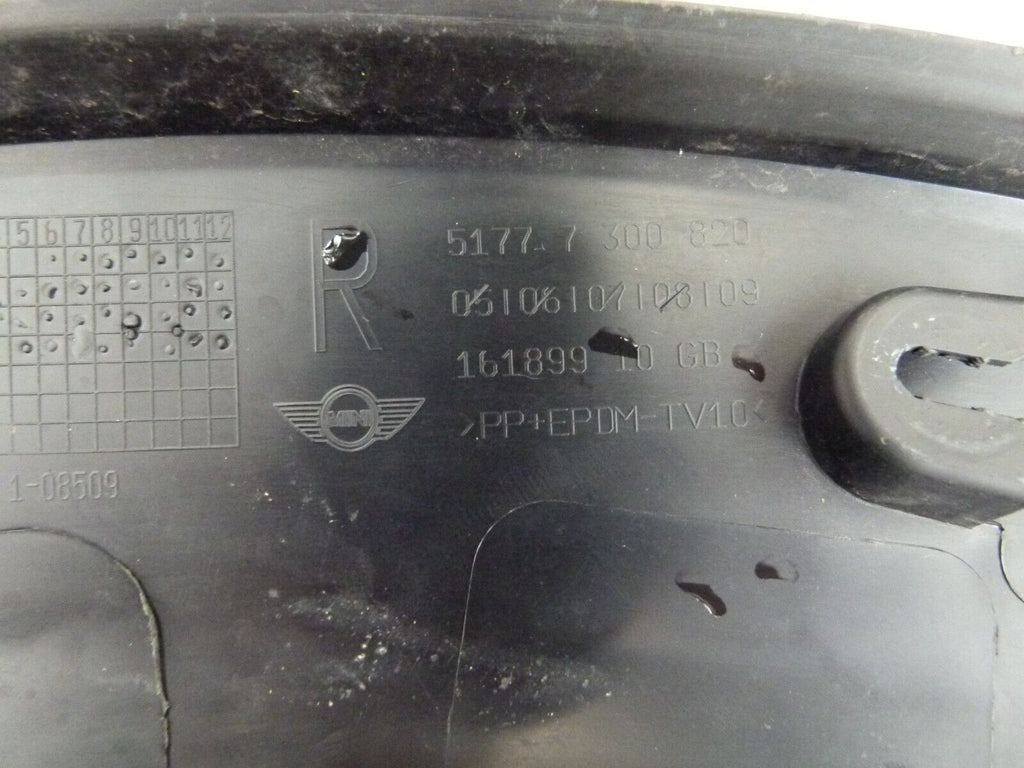 5 6 7 8 9 10 11 12
R
5177.7 300 820
05|06|07|08|09
161899 10 GB
MINI
>PP+EPDM-TV10<
1-08509